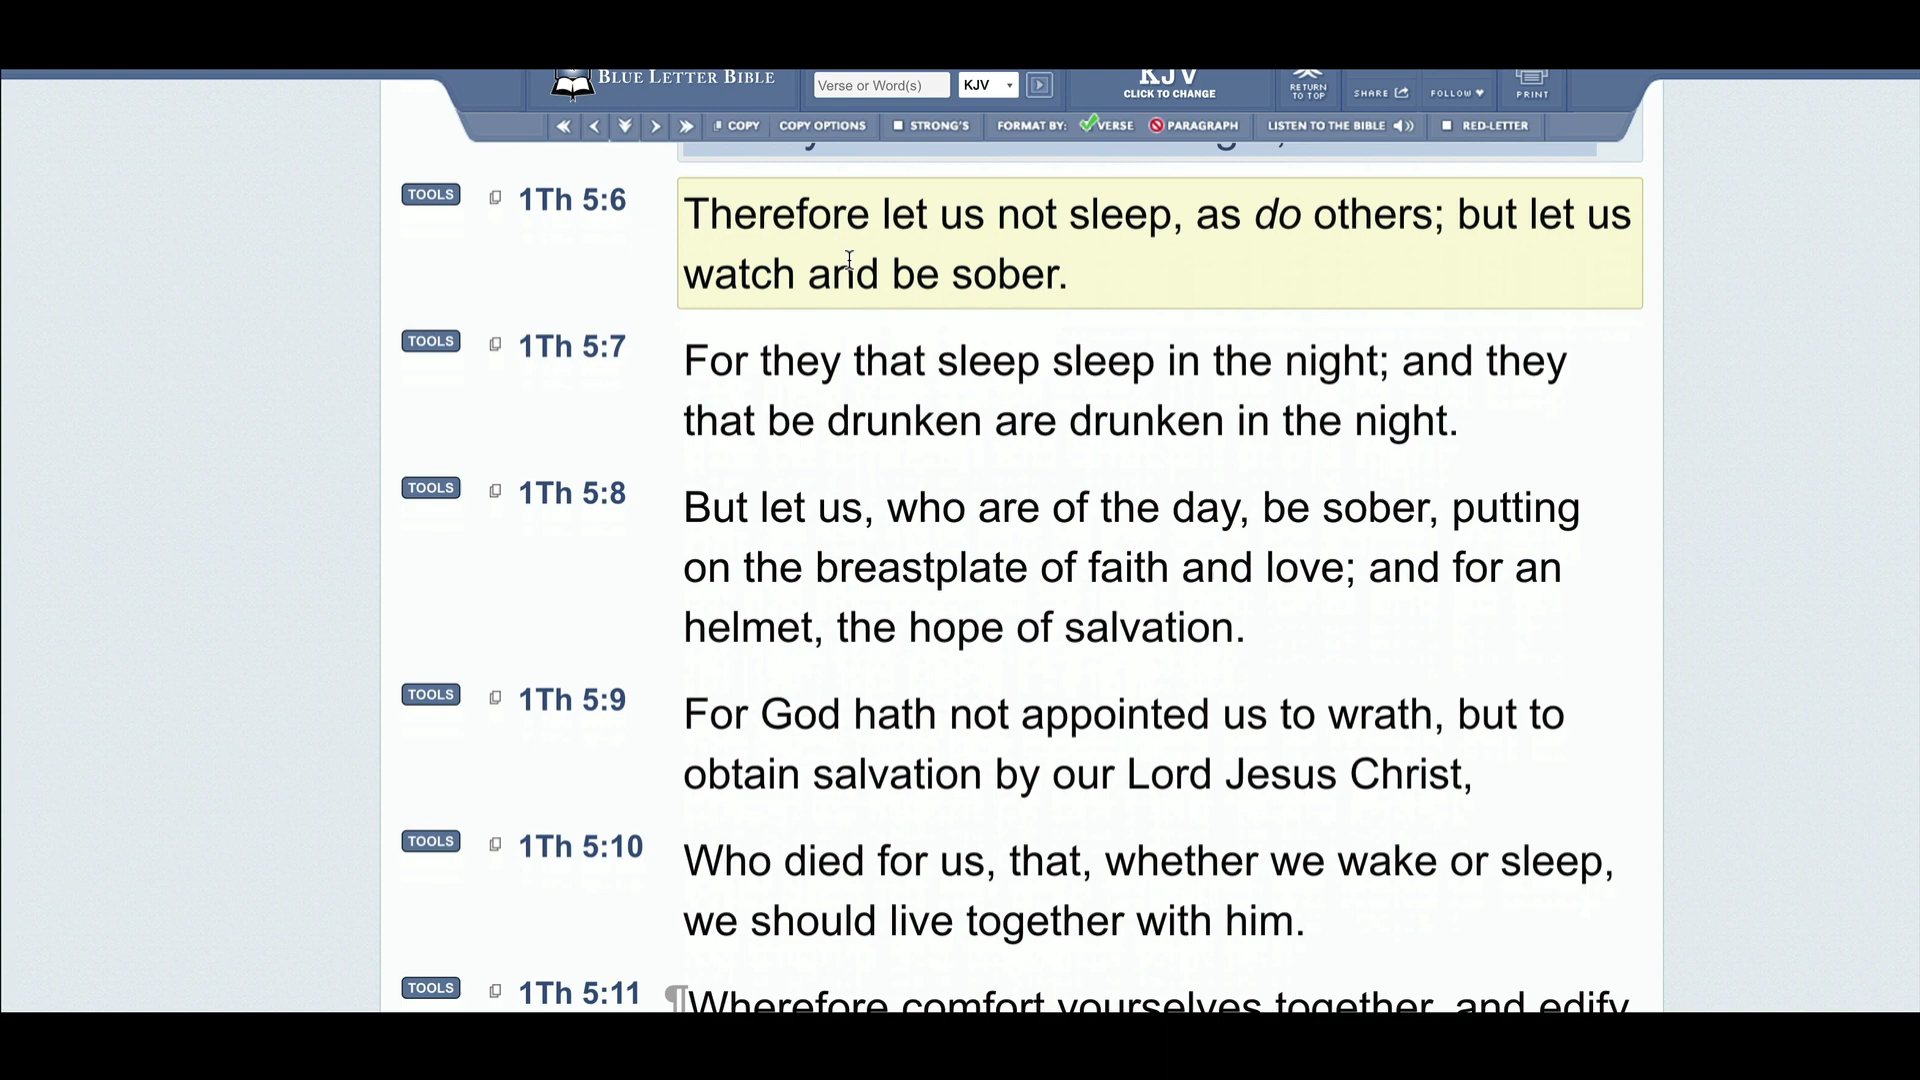 BLUE LETTER BIBLE
Verse or Word(s)
KJV
KJV
CLICK TO CHANGE
RETURN
TO TOP
SHARE
FOLLOW
PRINT
COPY
COPY OPTIONS
STRONG'S
FORMAT BY:
VERSE
PARAGRAPH
LISTEN TO THE BIBLE
RED-LETTER
TOOLS
1Th 5:6
Therefore let us not sleep, as do others; but let us
watch and be sober.
TOOLS
1Th 5:7
For they that sleep sleep in the night; and they
that be drunken are drunken in the night.
TOOLS
1Th 5:8
But let us, who are of the day, be sober, putting
on the breastplate of faith and love; and for an
helmet, the hope of salvation.
TOOLS
1Th 5:9
For God hath not appointed us to wrath, but to
obtain salvation by our Lord Jesus Christ,
TOOLS
1Th 5:10
Who died for us, that, whether we wake or sleep,
we should live together with him.
TOOLS
1Th 5:11
¶Wherefore comfort yourselves together, and edify